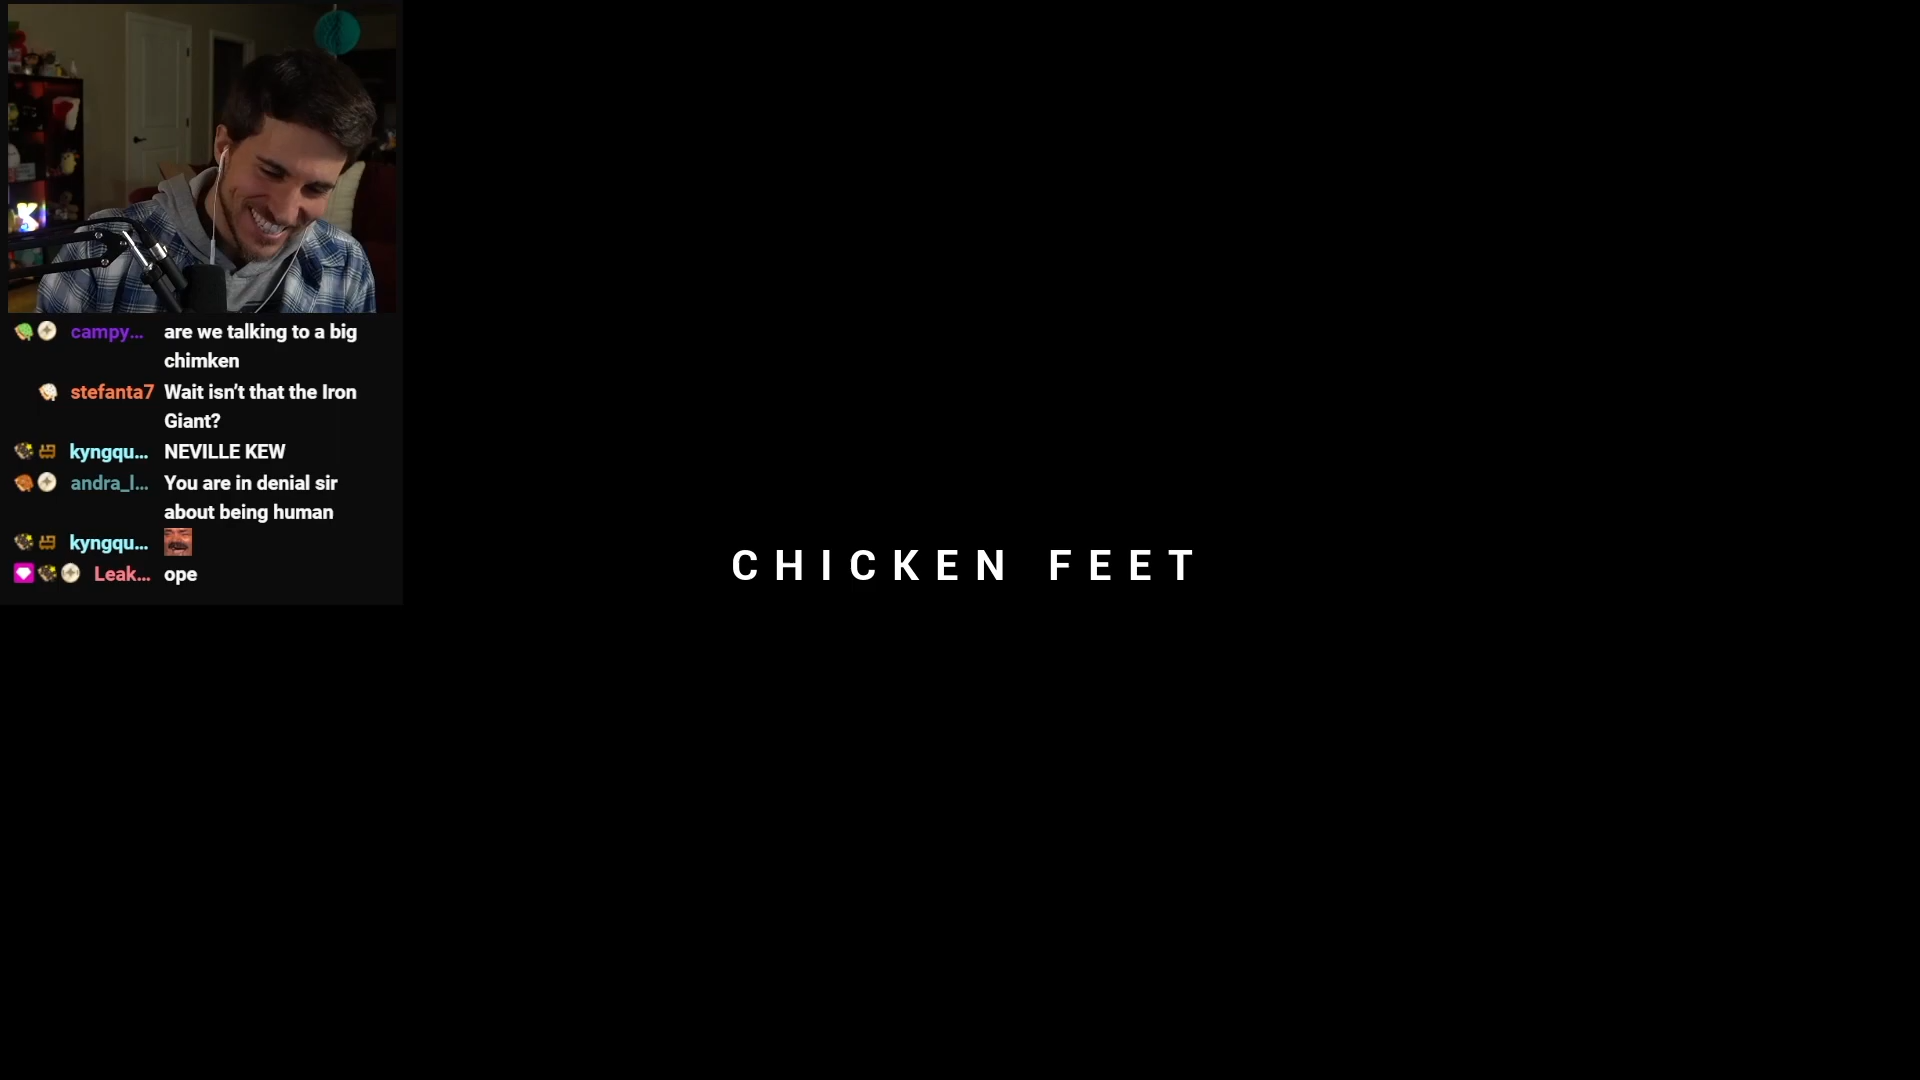 campy... are we talking to a big
chimken
stefanta7 Wait isn’t that the Iron
Giant?
kyngqu... NEVILLE KEW
andra_l... You are in denial sir
about being human
kyngqu...
Leak... ope
CHICKEN FEET